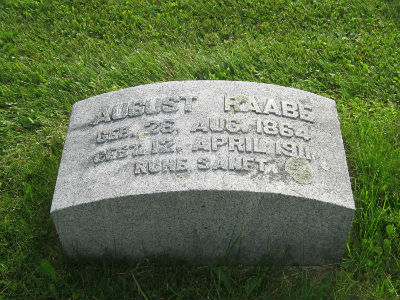 AUGUST RAABE
GEB. 28, AUG. 1864.
GEST. 12, APRIL, 1911.
RUHE SANFT.